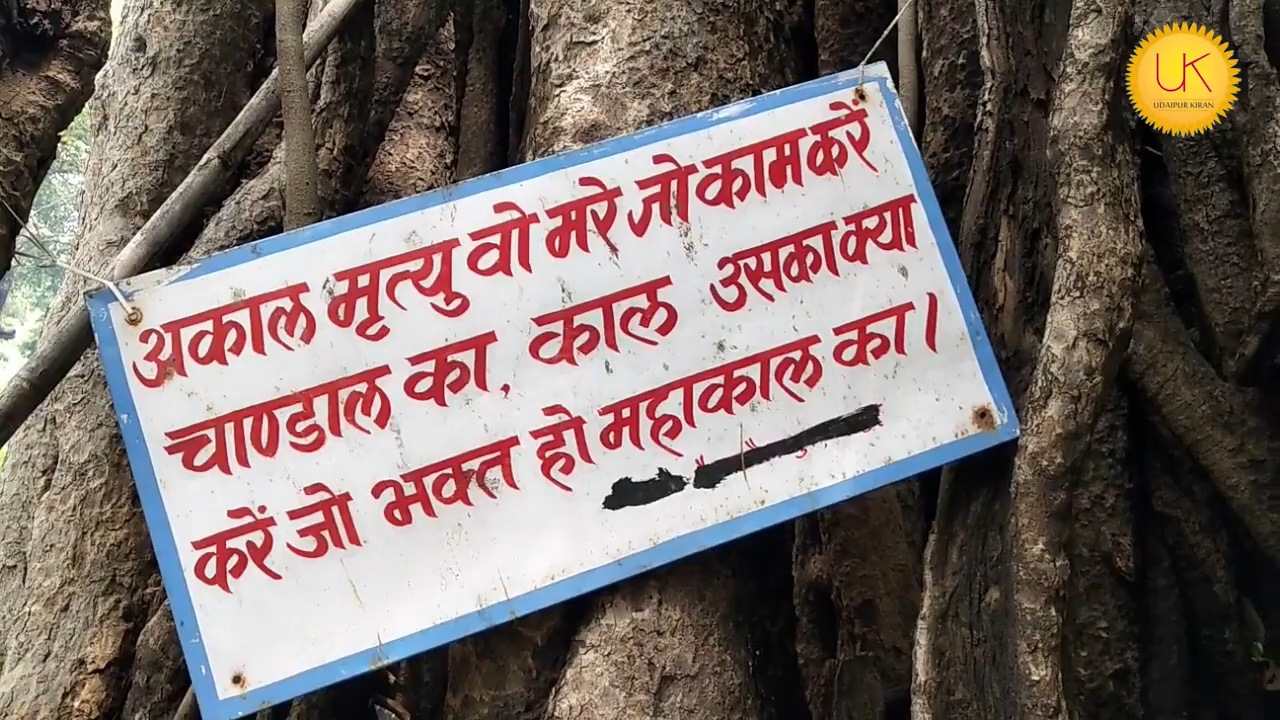 अकाल मृत्यु वो मरे जो काम करें
चाण्डाल का, काल उसका क्या
करें जो भक्त हो महाकाल का।
UK
UDAIPUR KIRAN